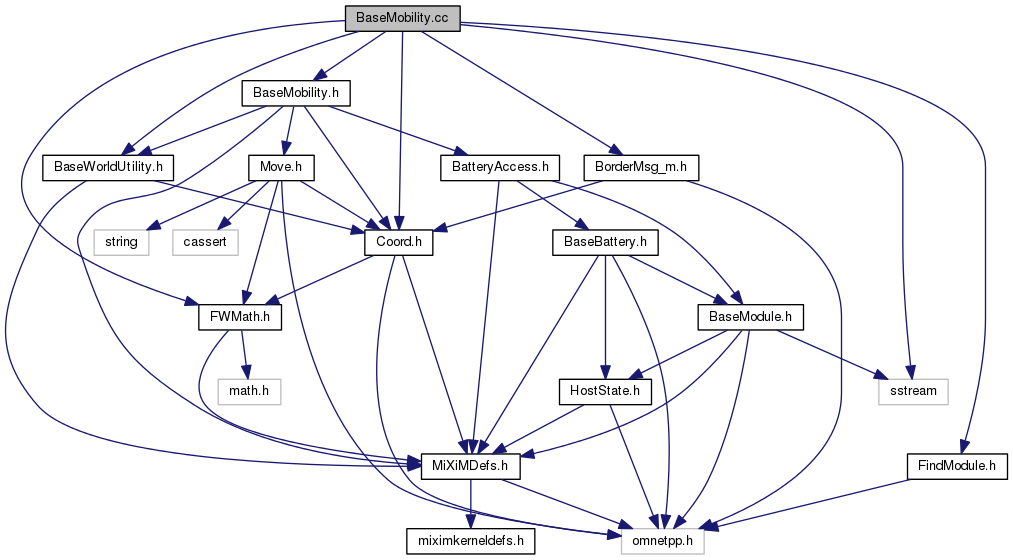 BaseMobility.cc
BaseMobility.h
BaseWorldUtility.h
Move.h
BatteryAccess.h
BorderMsg_m.h
string
cassert
Coord.h
BaseBattery.h
FWMath.h
BaseModule.h
math.h
HostState.h
sstream
MiXiMDefs.h
FindModule.h
miximkerneldefs.h
omnetpp.h